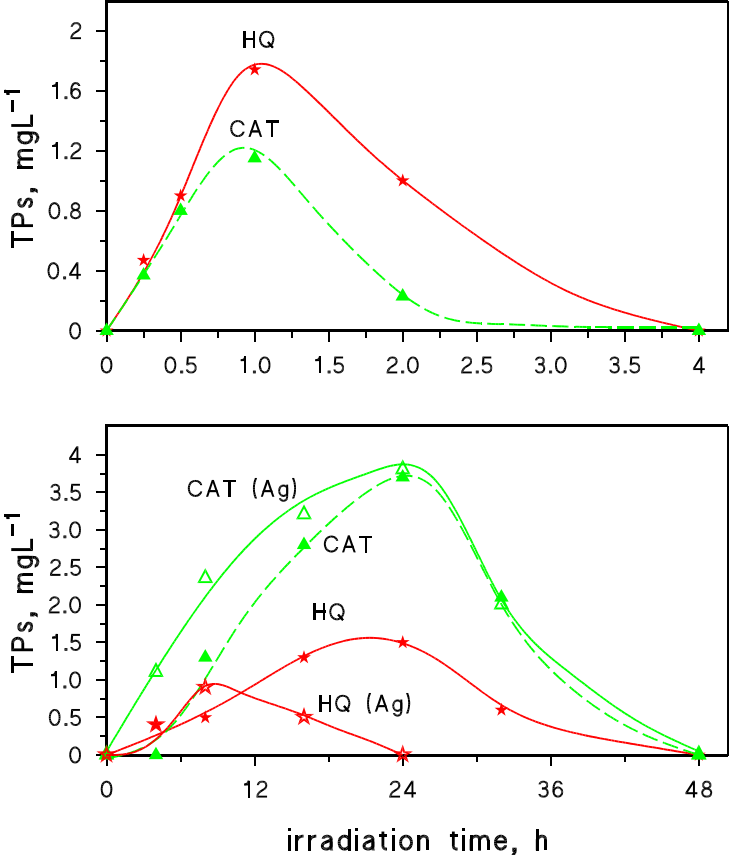 2
HQ
1.6
CAT
1.2
TPs, mgL⁻¹
0.8
0.4
0
0 0.5 1.0 1.5 2.0 2.5 3.0 3.5 4
4
CAT (Ag)
3.5
3.0
CAT
2.5
TPs, mgL⁻¹
2.0
HQ
1.5
1.0
HQ (Ag)
0.5
0
0 12 24 36 48
irradiation time, h